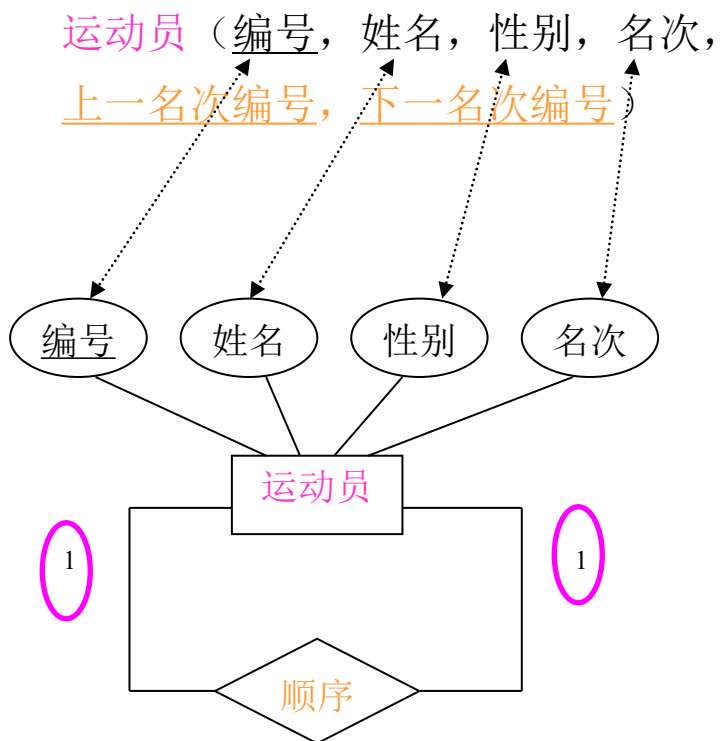 运动员（编号，姓名，性别，名次，
上一名次编号，下一名次编号）
编号 姓名 性别 名次
运动员
1 1
顺序